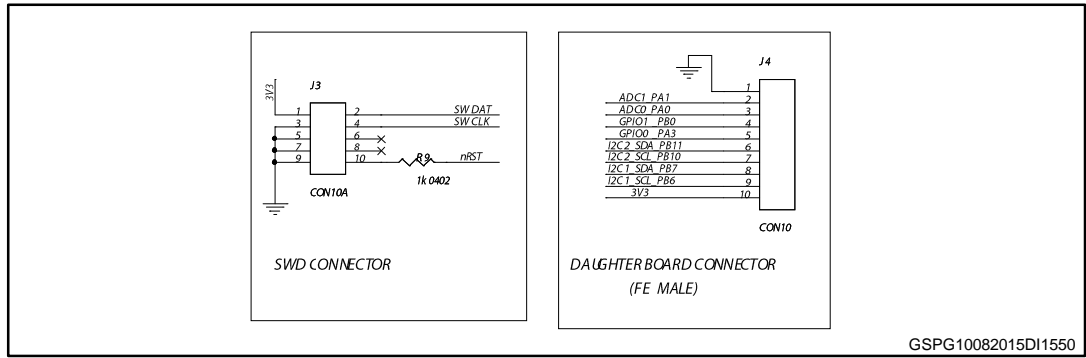 J3
3V3
1 2 SW DAT
3 4 SW CLK
5 6
7 8
9 10 R9 nRST
1k 0402
CON10A
SWD CONNECTOR
J4
1
ADC1_PA1 2
ADC0_PA0 3
GPIO1_PB0 4
GPIO0_PA3 5
I2C2_SDA_PB11 6
I2C2_SCL_PB10 7
I2C1_SDA_PB7 8
I2C1_SCL_PB6 9
3V3 10
CON10
DAUGHTER BOARD CONNECTOR
(FE MALE)
GSPG10082015DI1550